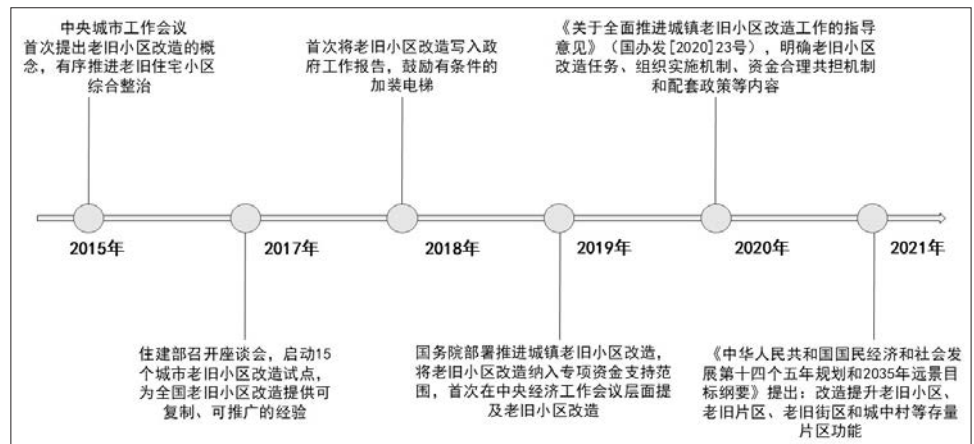 中央城市工作会议
首次提出老旧小区改造的概
念，有序推进老旧住宅小区
综合整治
首次将老旧小区改造写入政
府工作报告，鼓励有条件的
加装电梯
《关于全面推进城镇老旧小区改造工作的指导
意见》（国办发[2020]23号），明确老旧小区
改造任务、组织实施机制、资金合理共担机制
和配套政策等内容
2015年
2017年
2018年
2019年
2020年
2021年
住建部召开座谈会，启动15
个城市老旧小区改造试点，
为全国老旧小区改造提供可
复制、可推广的经验
国务院部署推进城镇老旧小区改造，
将老旧小区改造纳入专项资金支持范
围，首次在中央经济工作会议层面提
及老旧小区改造
《中华人民共和国国民经济和社会发
展第十四个五年规划和2035年远景目
标纲要》提出：改造提升老旧小区、
老旧片区、老旧街区和城中村等存量
片区功能